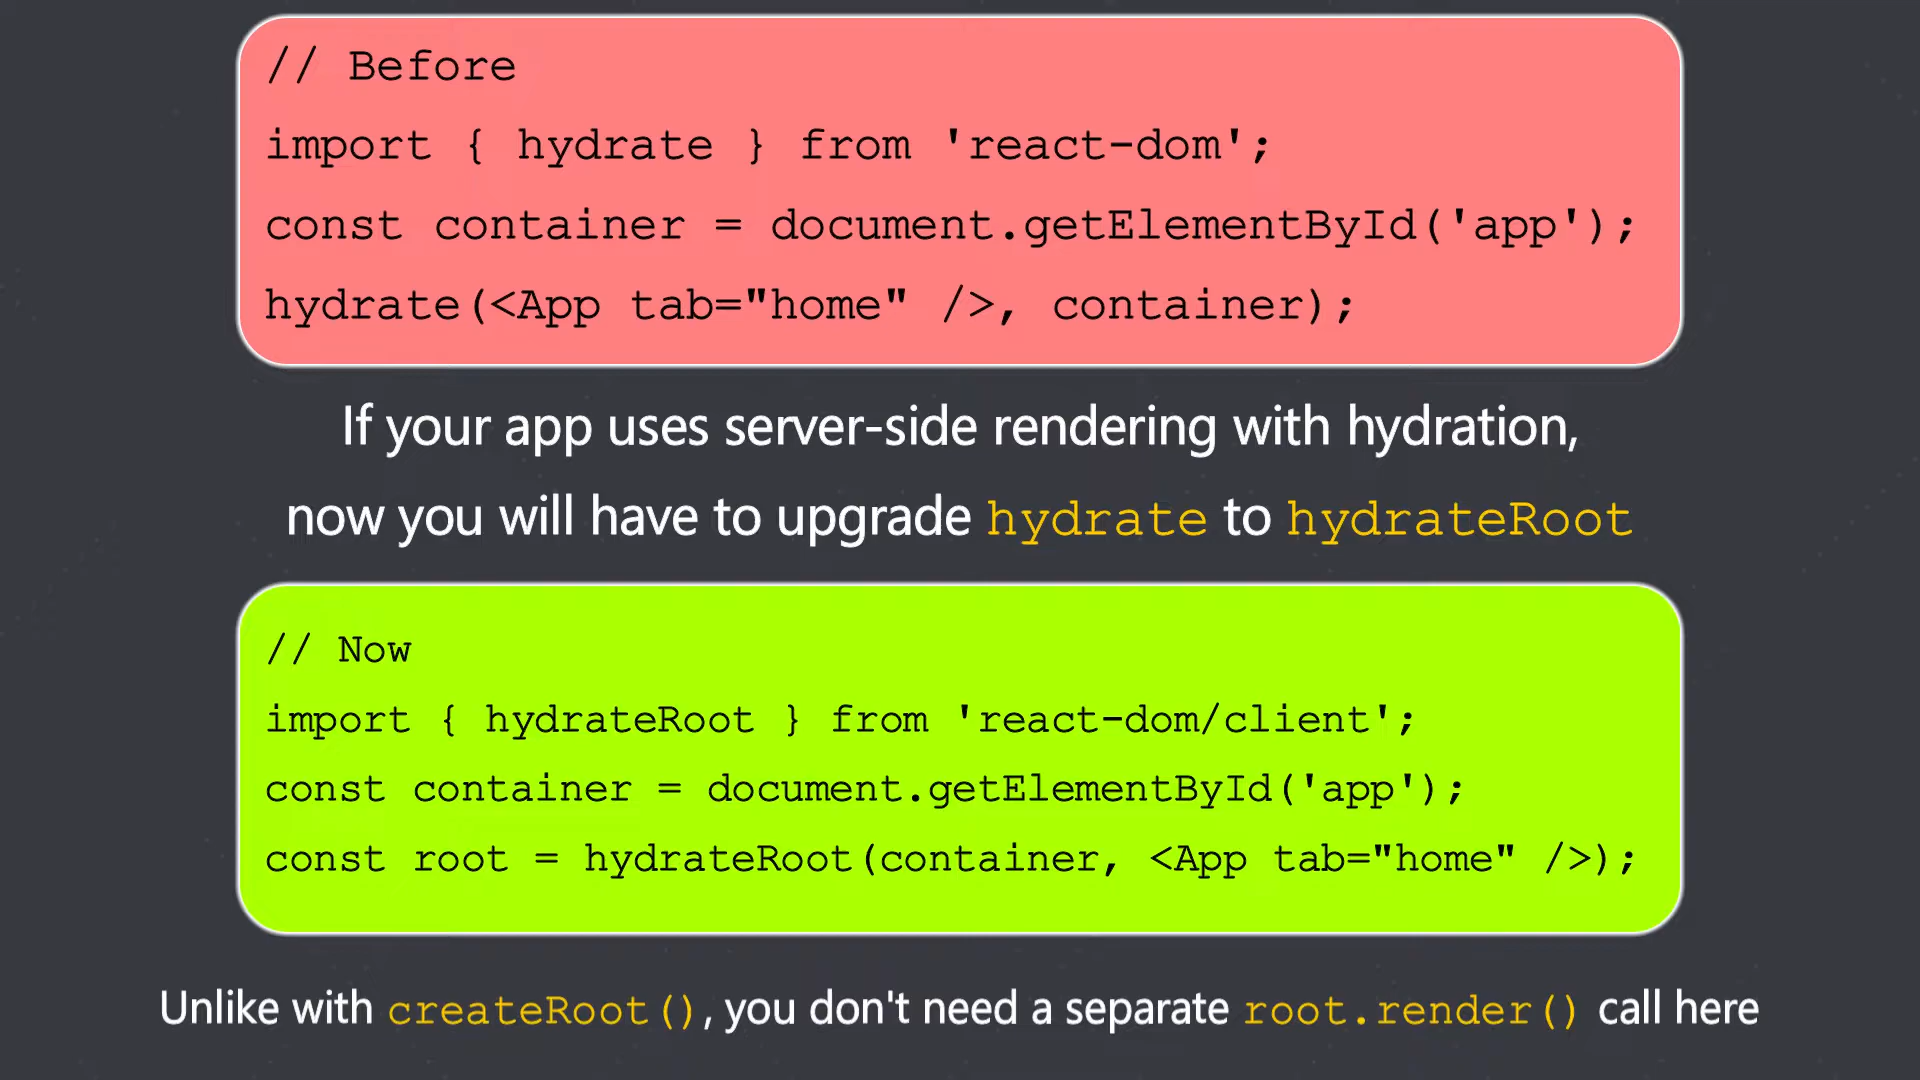 // Before
import { hydrate } from 'react-dom';
const container = document.getElementById('app');
hydrate(<App tab="home" />, container);
If your app uses server-side rendering with hydration,
now you will have to upgrade hydrate to hydrateRoot
// Now
import { hydrateRoot } from 'react-dom/client';
const container = document.getElementById('app');
const root = hydrateRoot(container, <App tab="home" />);
Unlike with createRoot(), you don't need a separate root.render() call here